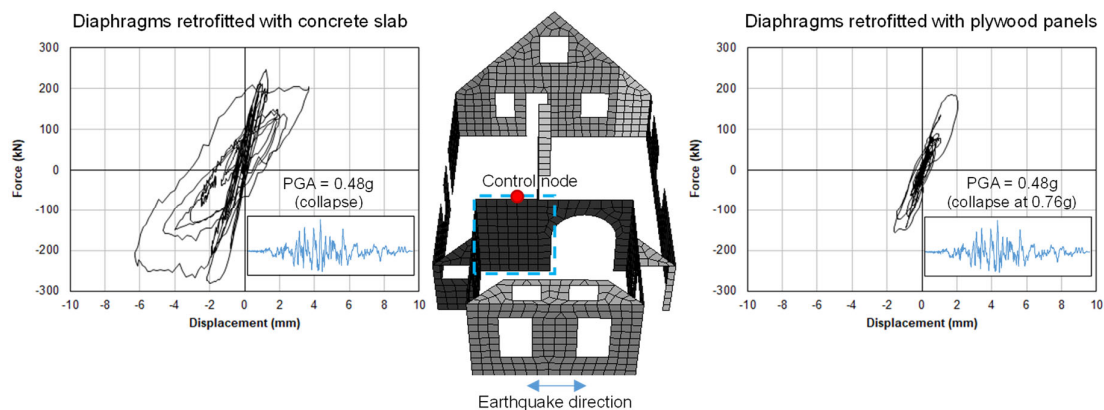 Diaphragms retrofitted with concrete slab
300
200
100
0
-100
-200
-300
Force (kN)
PGA = 0.48g
(collapse)
-10 -8 -6 -4 -2 0 2 4 6 8 10
Displacement (mm)
Control node
Earthquake direction
Diaphragms retrofitted with plywood panels
300
200
100
0
-100
-200
-300
Force (kN)
PGA = 0.48g
(collapse at 0.76g)
-10 -8 -6 -4 -2 0 2 4 6 8 10
Displacement (mm)